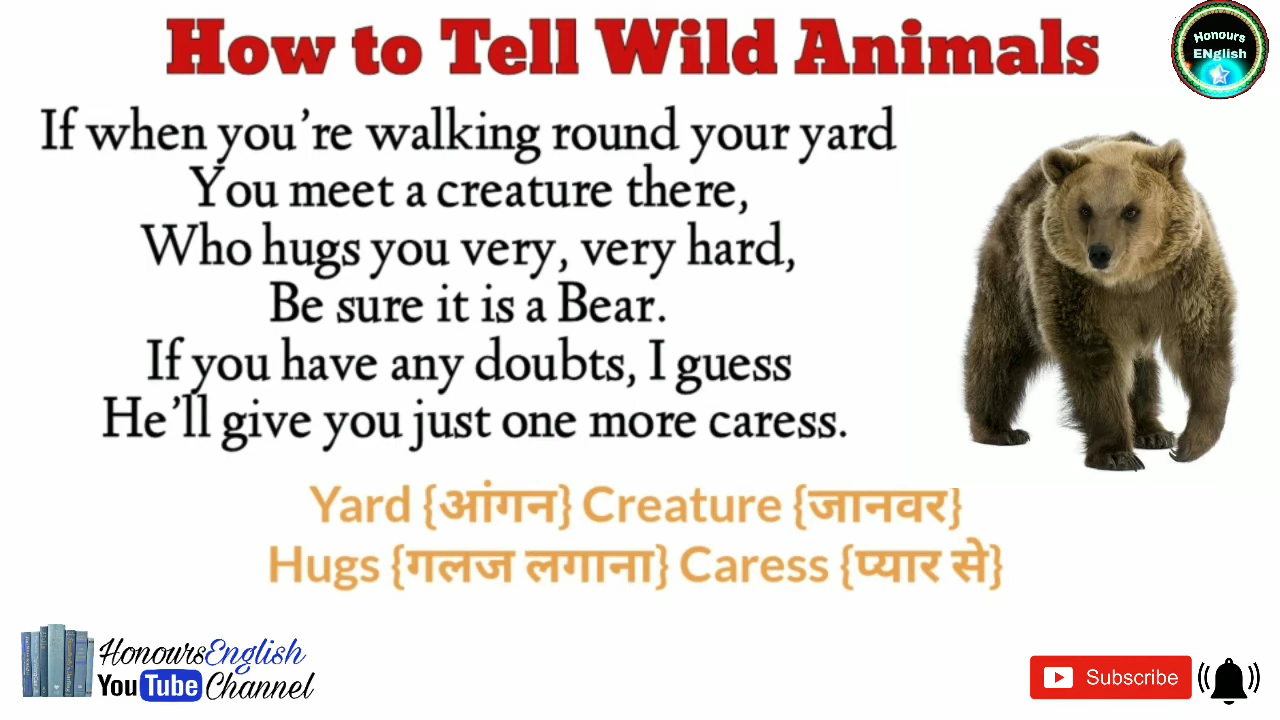 How to Tell Wild Animals
Honours
ENglish
If when you're walking round your yard
You meet a creature there,
Who hugs you very, very hard,
Be sure it is a Bear.
If you have any doubts, I guess
He'll give you just one more caress.
Yard {आंगन} Creature {जानवर}
Hugs {गलज लगाना} Caress {प्यार से}
HonoursEnglish
YouTube Channel
Subscribe